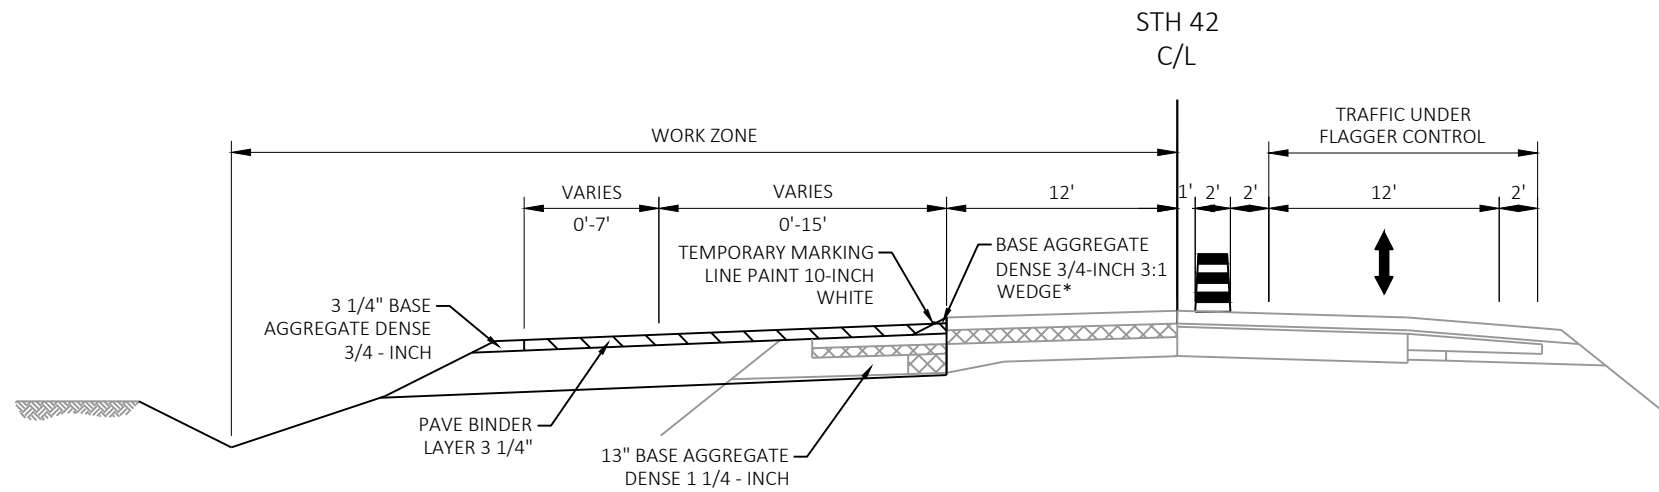 STH 42
C/L
WORK ZONE
TRAFFIC UNDER
FLAGGER CONTROL
VARIES
0'-7'
VARIES
0'-15'
12'
1'
2'
2'
12'
2'
TEMPORARY MARKING
LINE PAINT 10-INCH
WHITE
BASE AGGREGATE
DENSE 3/4-INCH 3:1
WEDGE*
3 1/4" BASE
AGGREGATE DENSE
3/4 - INCH
PAVE BINDER
LAYER 3 1/4"
13" BASE AGGREGATE
DENSE 1 1/4 - INCH